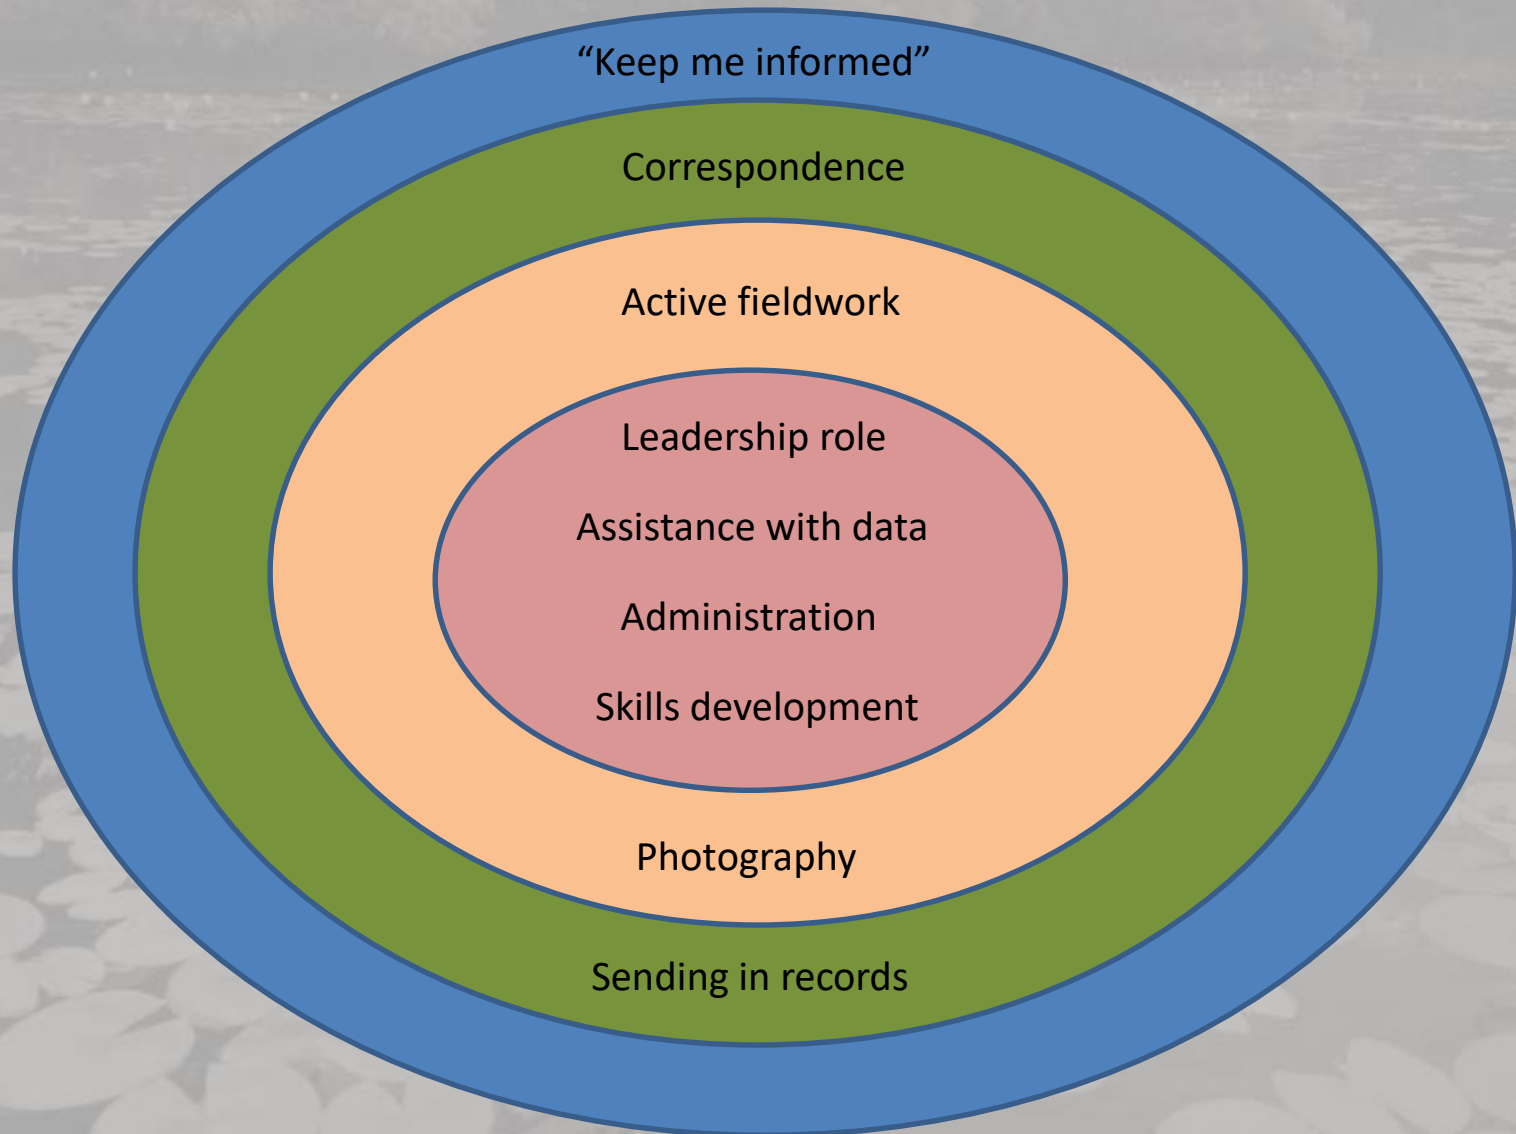 “Keep me informed”
Correspondence
Active fieldwork
Leadership role
Assistance with data
Administration
Skills development
Photography
Sending in records